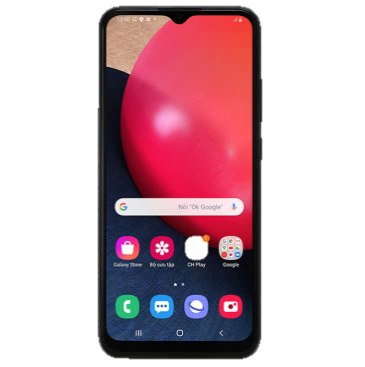 Nói "Ok Google"
Galaxy Store
Bộ sưu tập
CH Play
Google